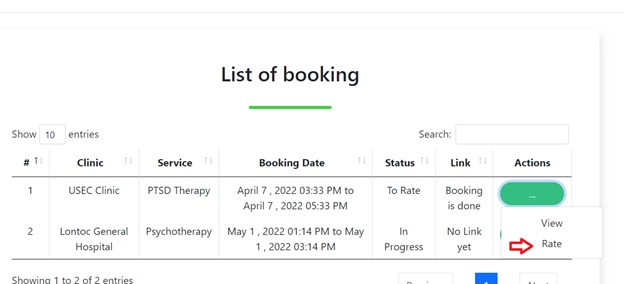 List of booking
Show 10 entries
Search:
# Clinic Service Booking Date Status Link Actions
1 USEC Clinic PTSD Therapy April 7 , 2022 03:33 PM to To Rate Booking ...
April 7 , 2022 05:33 PM is done
View
2 Lontoc General Psychotherapy May 1 , 2022 01:14 PM to May In No Link
Hospital 1 , 2022 03:14 PM Progress yet
Rate
Showing 1 to 2 of 2 entries